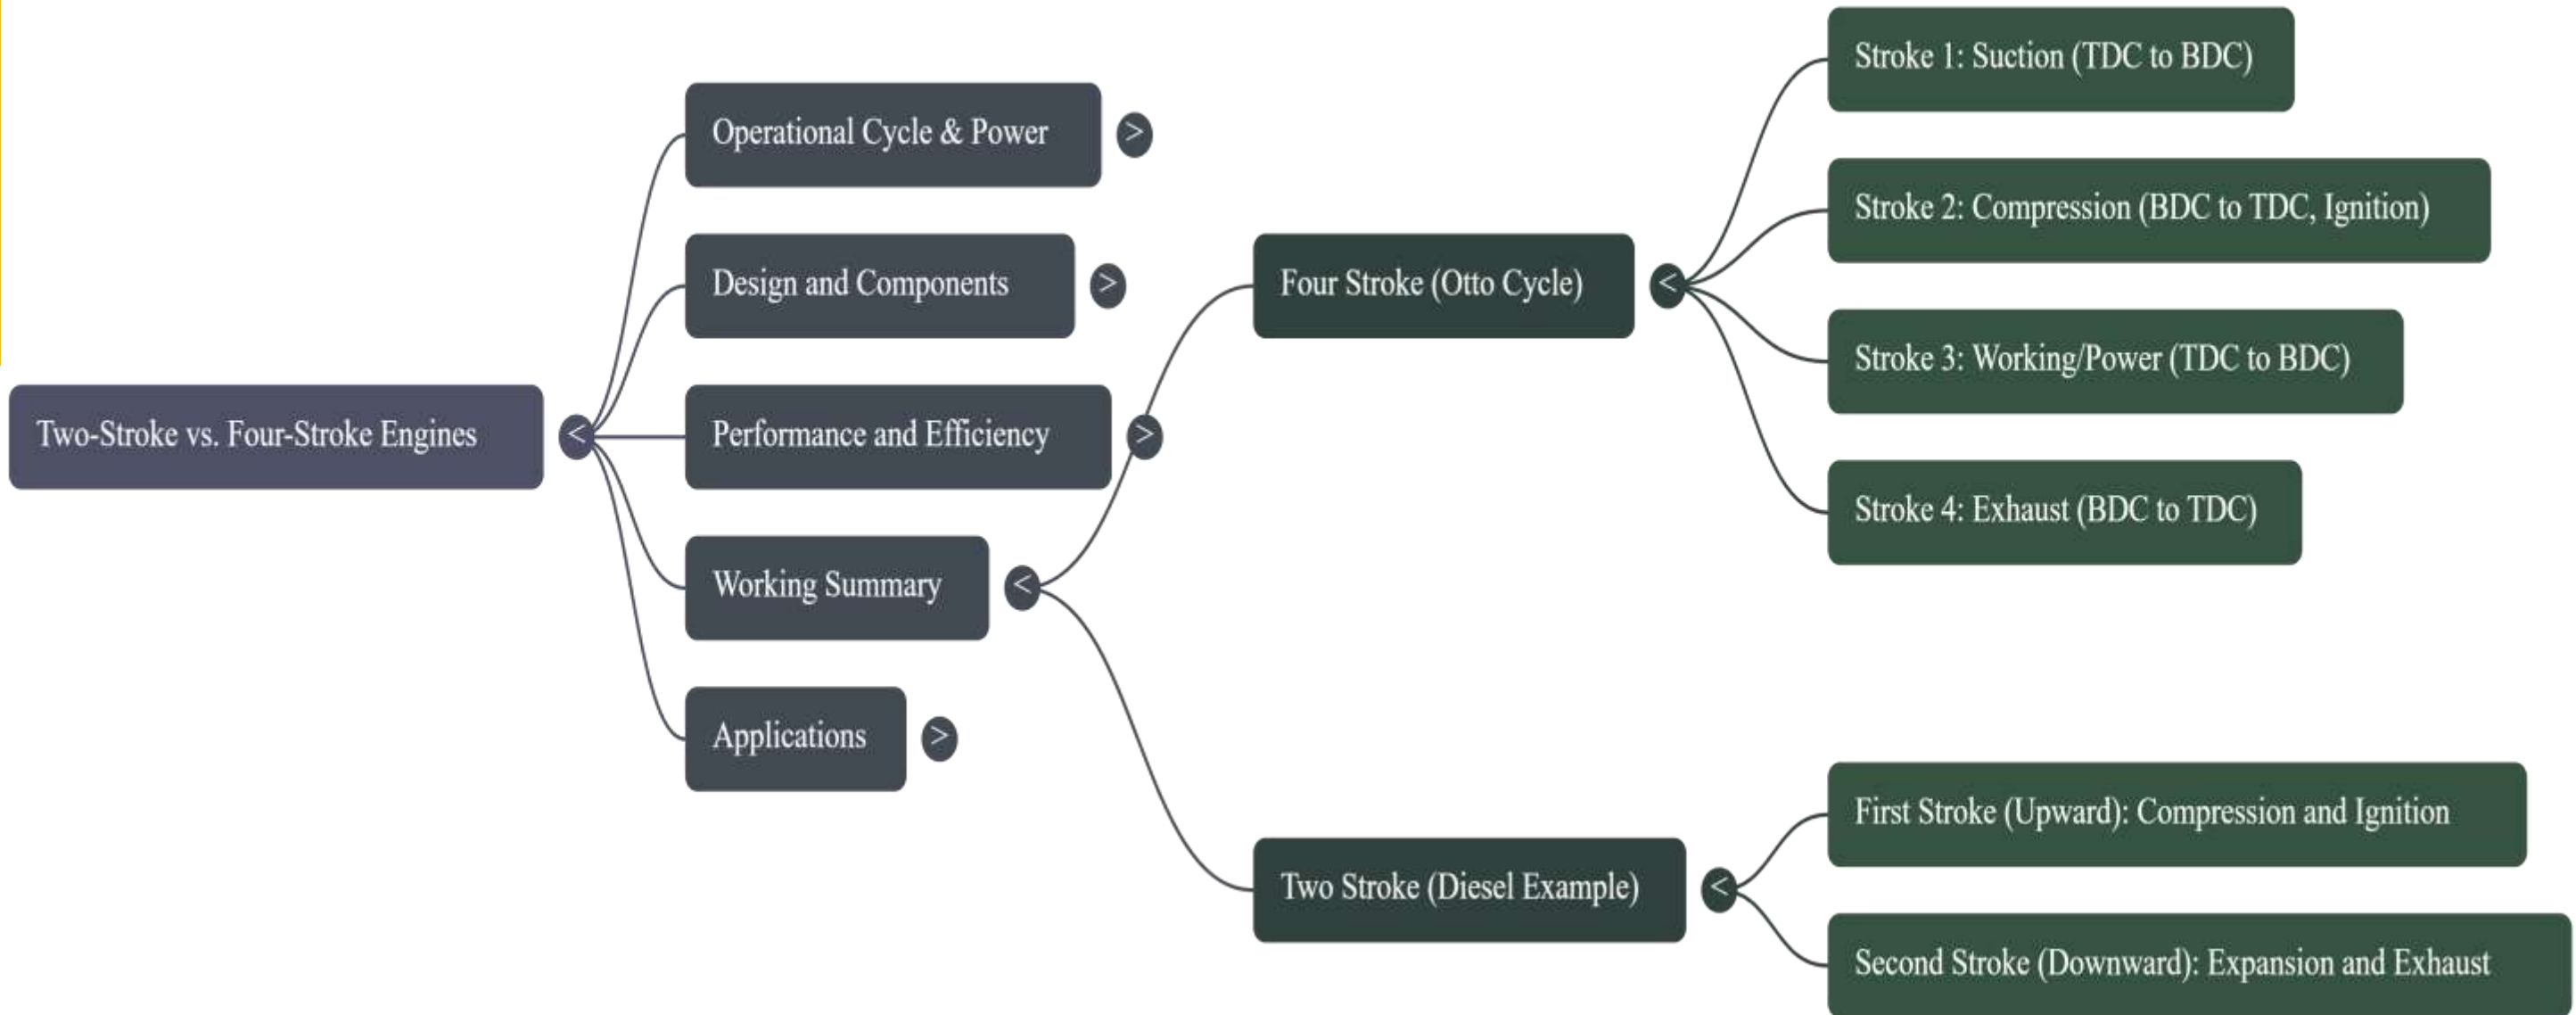 Two-Stroke vs. Four-Stroke Engines
<
Operational Cycle & Power
>
Design and Components
>
Performance and Efficiency
>
Working Summary
<
Applications
>
Four Stroke (Otto Cycle)
<
Stroke 1: Suction (TDC to BDC)
Stroke 2: Compression (BDC to TDC, Ignition)
Stroke 3: Working/Power (TDC to BDC)
Stroke 4: Exhaust (BDC to TDC)
Two Stroke (Diesel Example)
<
First Stroke (Upward): Compression and Ignition
Second Stroke (Downward): Expansion and Exhaust